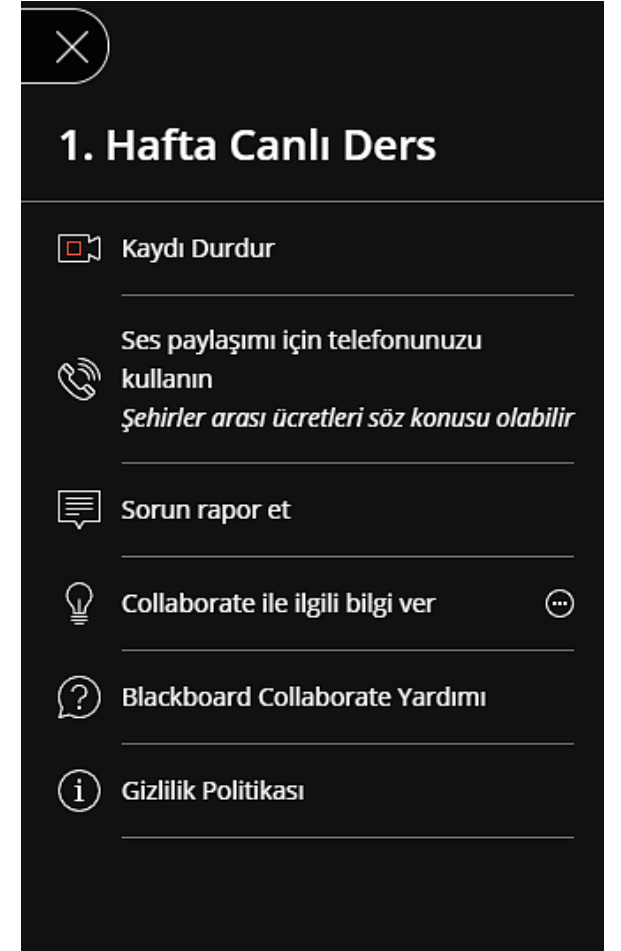 1. Hafta Canlı Ders
Kaydı Durdur
Ses paylaşımı için telefonunuzu
kullanın
Şehirler arası ücretleri söz konusu olabilir
Sorun rapor et
Collaborate ile ilgili bilgi ver
Blackboard Collaborate Yardımı
Gizlilik Politikası